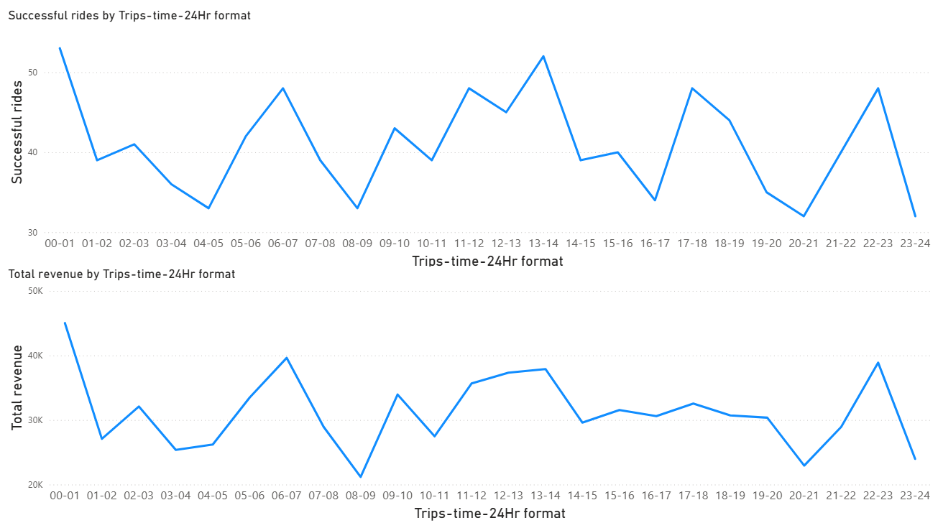 Successful rides by Trips-time-24Hr format
Successful rides
50
40
30
00-01 01-02 02-03 03-04 04-05 05-06 06-07 07-08 08-09 09-10 10-11 11-12 12-13 13-14 14-15 15-16 16-17 17-18 18-19 19-20 20-21 21-22 22-23 23-24
Trips-time-24Hr format
Total revenue by Trips-time-24Hr format
Total revenue
50K
40K
30K
20K
00-01 01-02 02-03 03-04 04-05 05-06 06-07 07-08 08-09 09-10 10-11 11-12 12-13 13-14 14-15 15-16 16-17 17-18 18-19 19-20 20-21 21-22 22-23 23-24
Trips-time-24Hr format